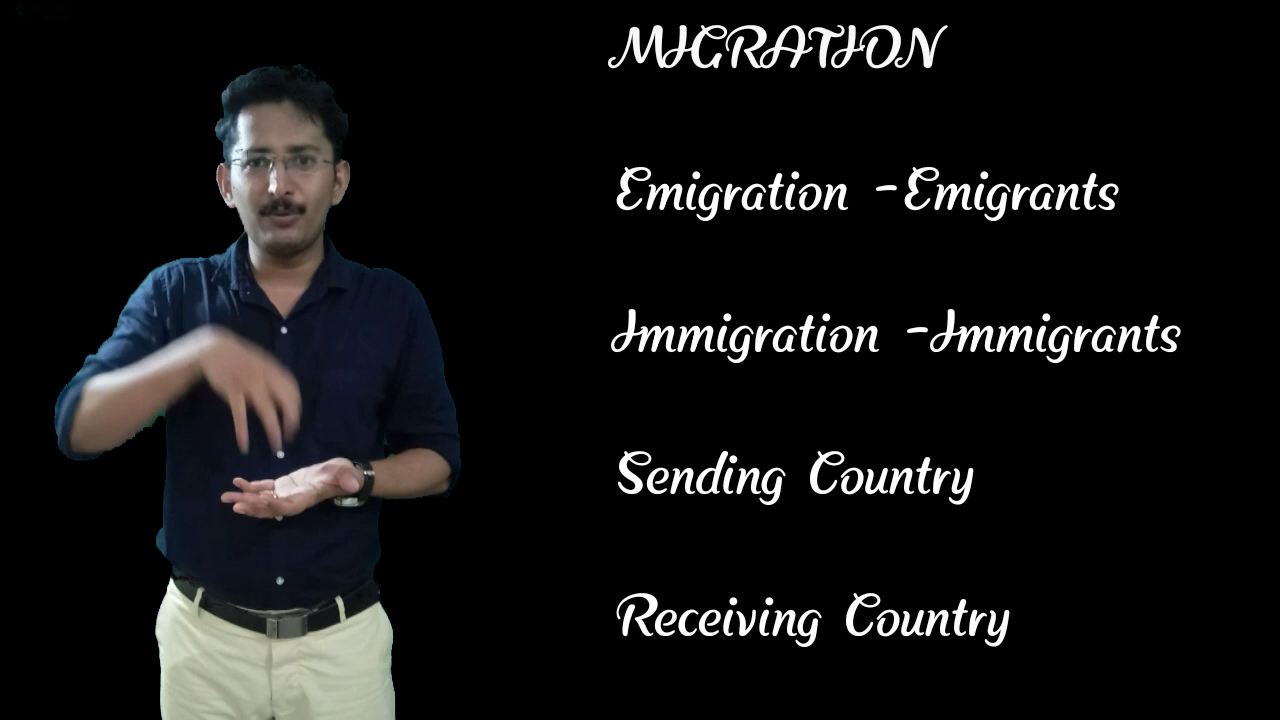 MIGRATION
Emigration -Emigrants
Immigration -Immigrants
Sending Country
Receiving Country